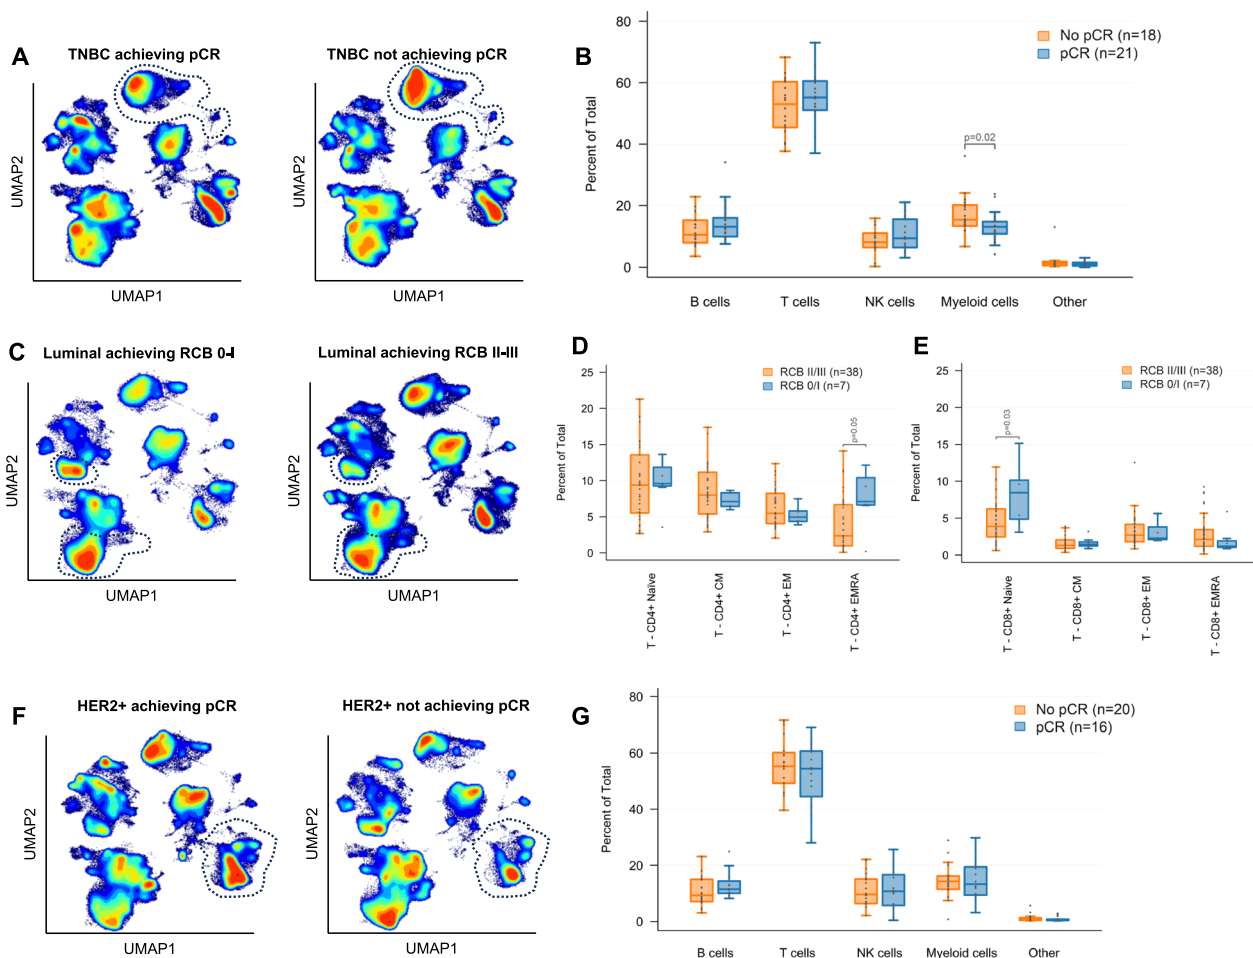 A
TNBC achieving pCR
TNBC not achieving pCR
UMAP2
UMAP1
UMAP2
UMAP1
B
80
60
40
20
0
Percent of Total
No pCR (n=18)
pCR (n=21)
p=0.02
B cells
T cells
NK cells
Myeloid cells
Other
C
Luminal achieving RCB 0-I
Luminal achieving RCB II-III
UMAP2
UMAP1
UMAP2
UMAP1
D
25
20
15
10
5
0
Percent of Total
RCB II/III (n=38)
RCB 0/I (n=7)
p=0.05
T - CD4+ Naïve
T - CD4+ CM
T - CD4+ EM
T - CD4+ EMRA
E
25
20
15
10
5
0
Percent of Total
RCB II/III (n=38)
RCB 0/I (n=7)
p=0.03
T - CD8+ Naïve
T - CD8+ CM
T - CD8+ EM
T - CD8+ EMRA
F
HER2+ achieving pCR
HER2+ not achieving pCR
UMAP2
UMAP1
UMAP2
UMAP1
G
80
60
40
20
0
Percent of Total
No pCR (n=20)
pCR (n=16)
B cells
T cells
NK cells
Myeloid cells
Other